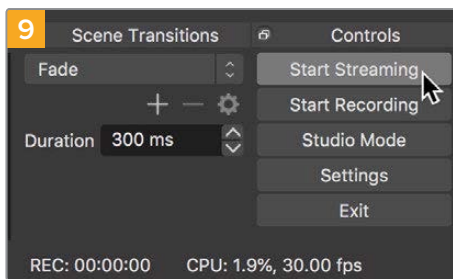 9
Scene Transitions
Controls
Fade
Start Streaming
Start Recording
Duration 300 ms
Studio Mode
Settings
Exit
REC: 00:00:00 CPU: 1.9%, 30.00 fps